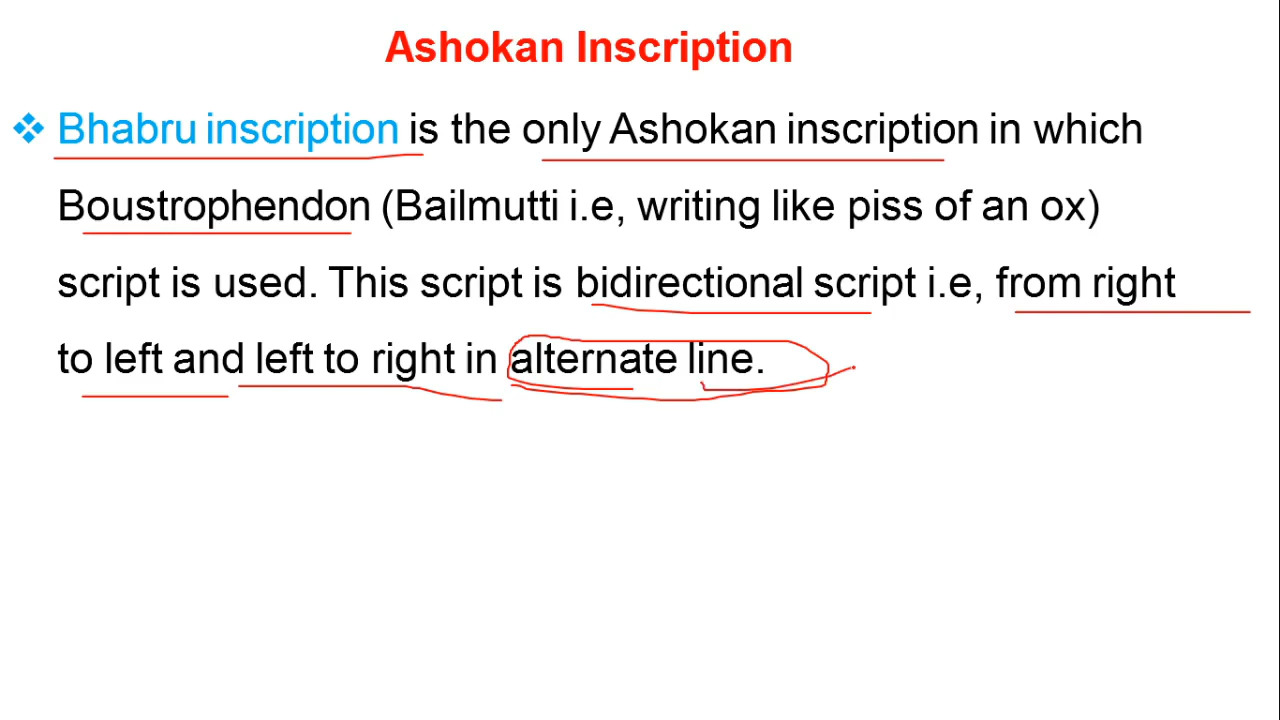 Ashokan Inscription
❖ Bhabru inscription is the only Ashokan inscription in which
Boustrophendon (Bailmutti i.e, writing like piss of an ox)
script is used. This script is bidirectional script i.e, from right
to left and left to right in alternate line.